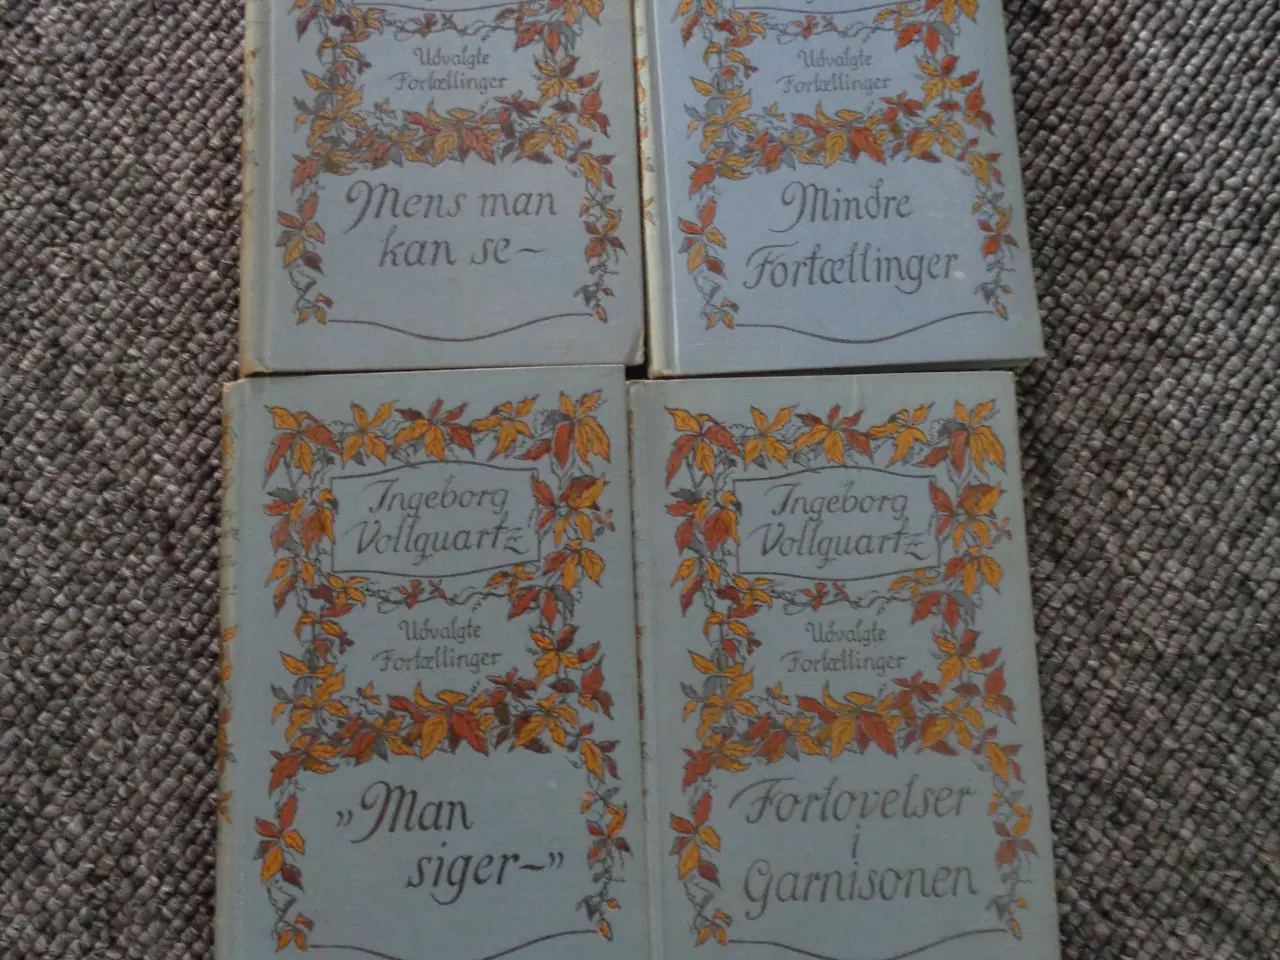 Udvalgte
Fortællinger
Mens man
kan se~
Udvalgte
Fortællinger
Mindre
Fortællinger
Ingeborg
Vollquartz
Udvalgte
Fortællinger
„Man
siger~”
Ingeborg
Vollquartz
Udvalgte
Fortællinger
Forlovelser
i
Garnisonen